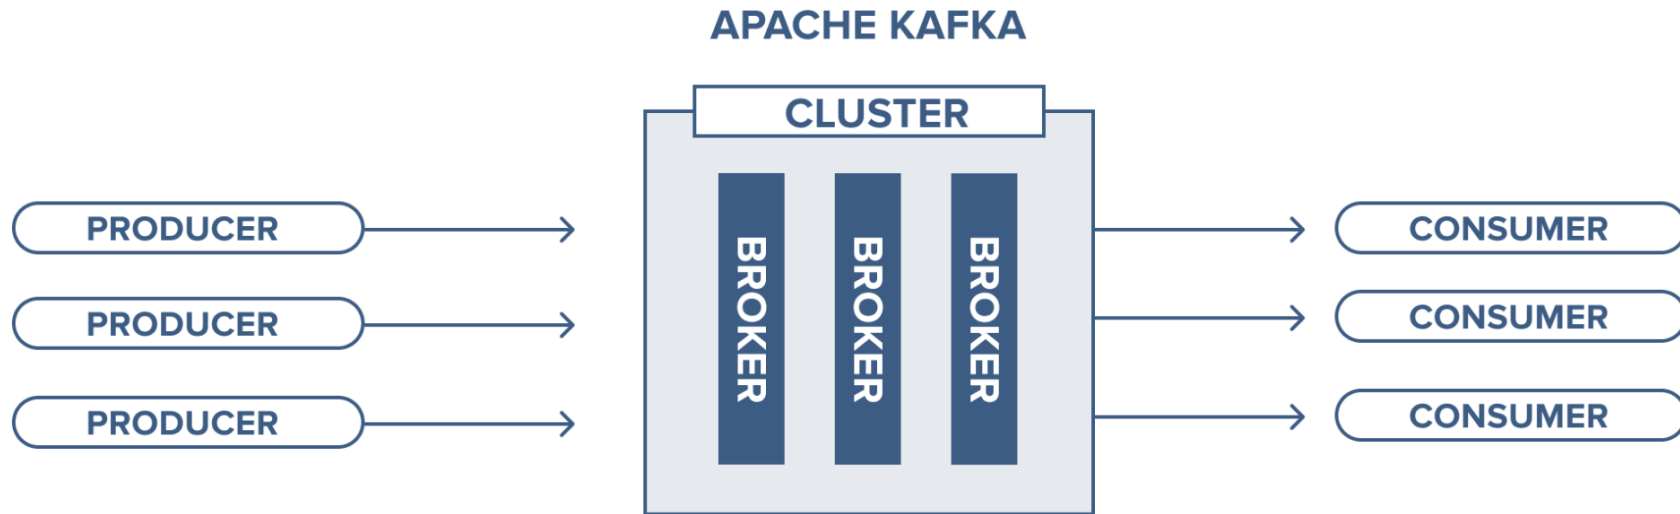 APACHE KAFKA
CLUSTER
PRODUCER
PRODUCER
PRODUCER
BROKER
BROKER
BROKER
CONSUMER
CONSUMER
CONSUMER